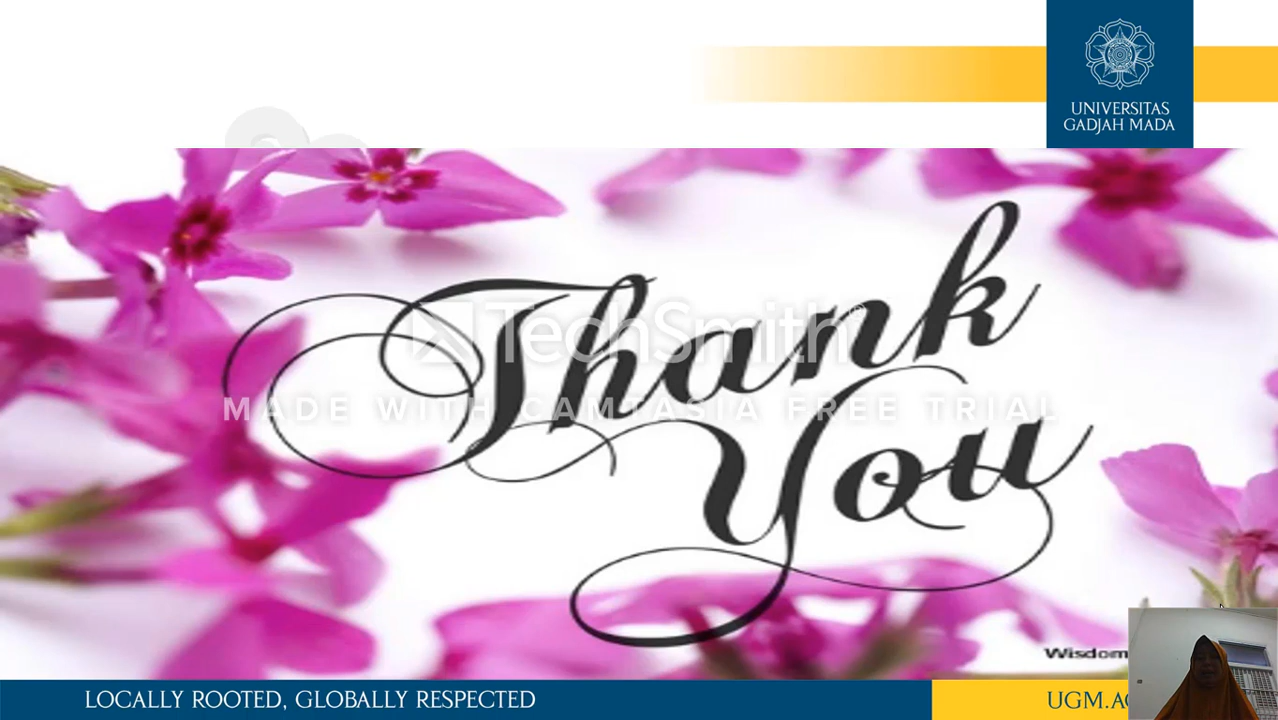 UNIVERSITAS
GADJAH MADA
Thank
You
TechSmith®
MADE WITH CAMTASIA FREE TRIAL
Wisdom
LOCALLY ROOTED, GLOBALLY RESPECTED